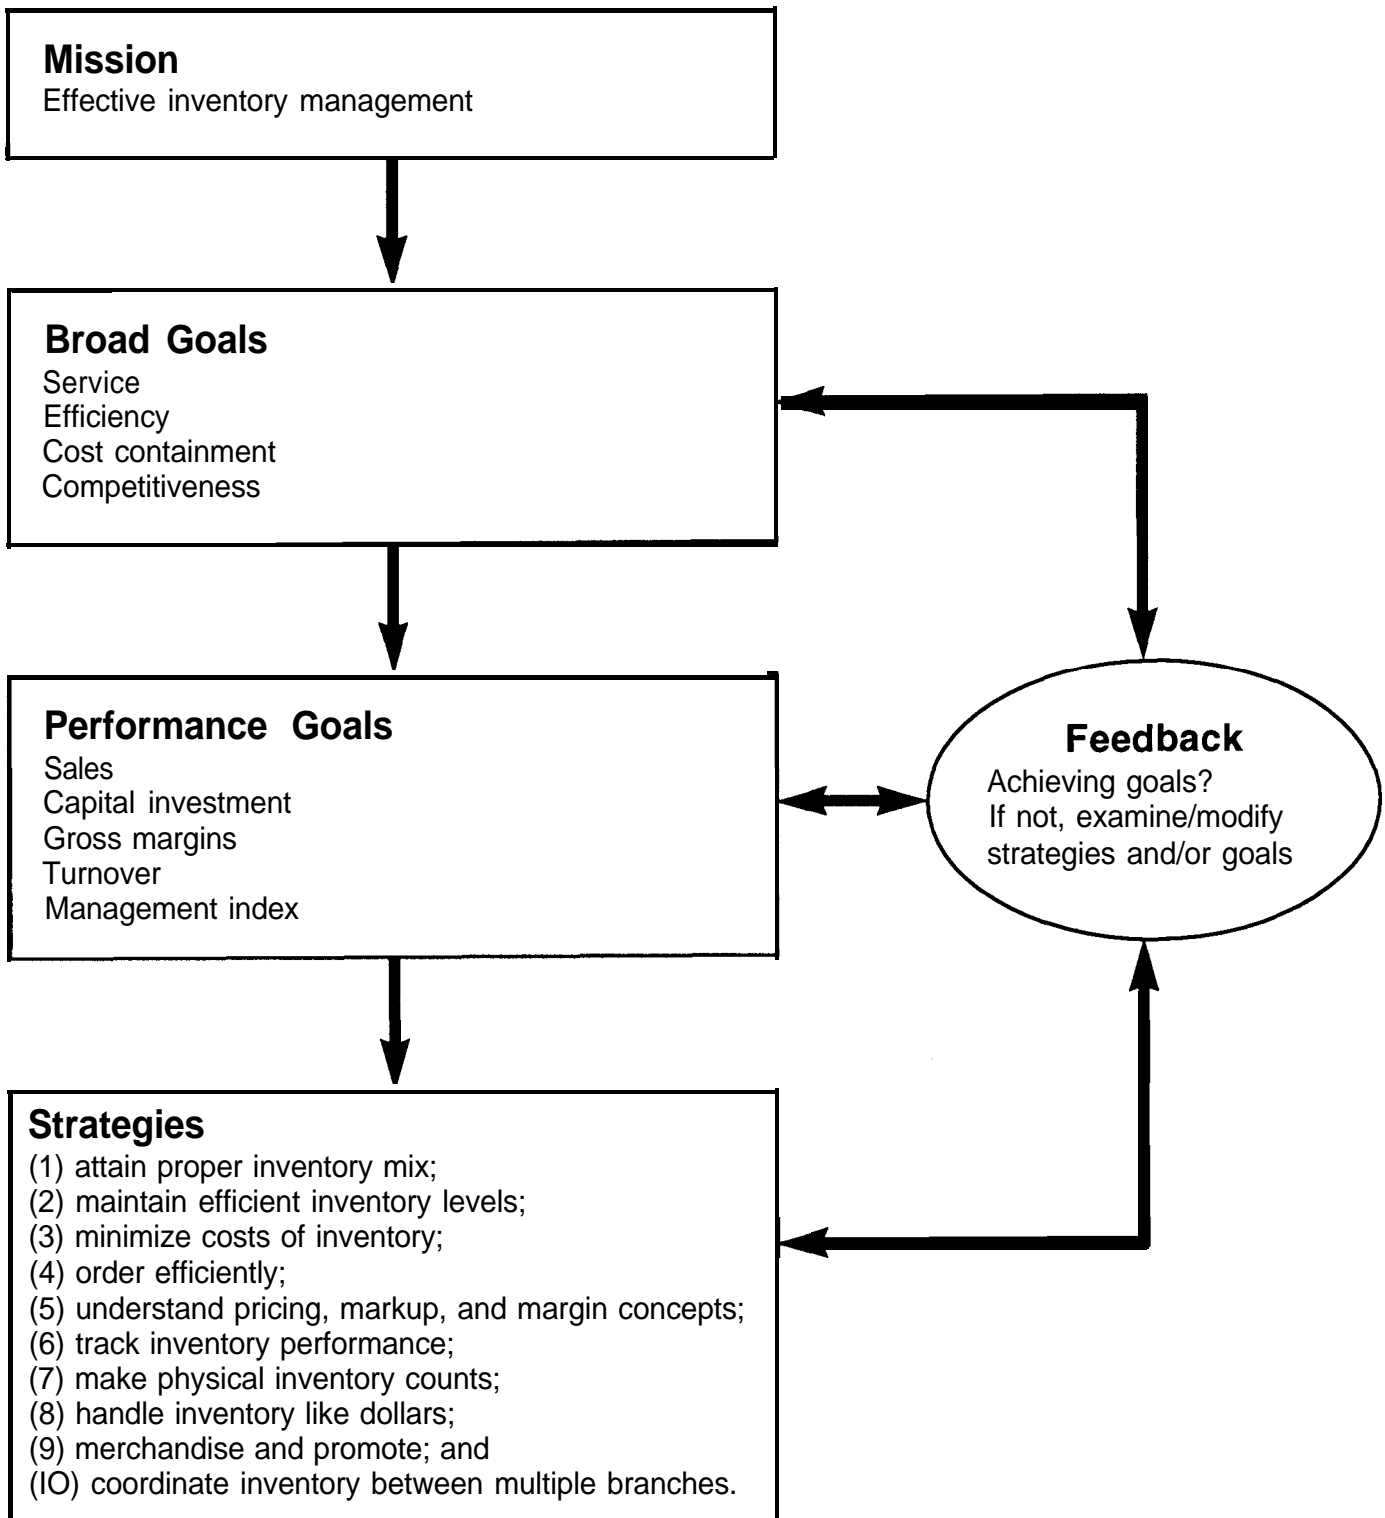 Mission
Effective inventory management
Broad Goals
Service
Efficiency
Cost containment
Competitiveness
Performance Goals
Sales
Capital investment
Gross margins
Turnover
Management index
Feedback
Achieving goals?
If not, examine/modify
strategies and/or goals
Strategies
(1) attain proper inventory mix;
(2) maintain efficient inventory levels;
(3) minimize costs of inventory;
(4) order efficiently;
(5) understand pricing, markup, and margin concepts;
(6) track inventory performance;
(7) make physical inventory counts;
(8) handle inventory like dollars;
(9) merchandise and promote; and
(IO) coordinate inventory between multiple branches.